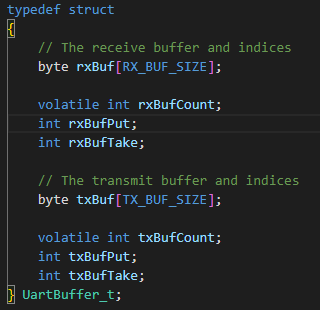 typedef struct
{
    // The receive buffer and indices
    byte rxBuf[RX_BUF_SIZE];

    volatile int rxBufCount;
    int rxBufPut;
    int rxBufTake;

    // The transmit buffer and indices
    byte txBuf[TX_BUF_SIZE];

    volatile int txBufCount;
    int txBufPut;
    int txBufTake;
} UartBuffer_t;